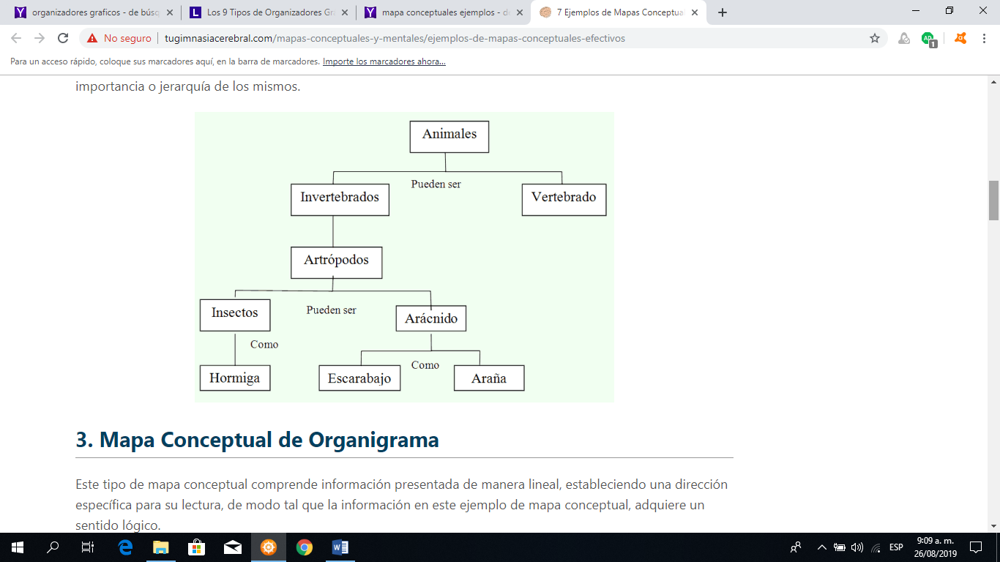 organizadores graficos - de búsq
Los 9 Tipos de Organizadores Gr
mapa conceptuales ejemplos - d
7 Ejemplos de Mapas Conceptual
No seguro | tugimnasiacerebral.com/mapas-conceptuales-y-mentales/ejemplos-de-mapas-conceptuales-efectivos
Para un acceso rápido, coloque sus marcadores aquí, en la barra de marcadores. Importe los marcadores ahora...
importancia o jerarquía de los mismos.
Animales
Pueden ser
Invertebrados
Vertebrado
Artrópodos
Pueden ser
Insectos
Arácnido
Como
Hormiga
Como
Escarabajo
Araña
3. Mapa Conceptual de Organigrama
Este tipo de mapa conceptual comprende información presentada de manera lineal, estableciendo una dirección
específica para su lectura, de modo tal que la información en este ejemplo de mapa conceptual, adquiere un
sentido lógico.
ESP
9:09 a. m.
26/08/2019